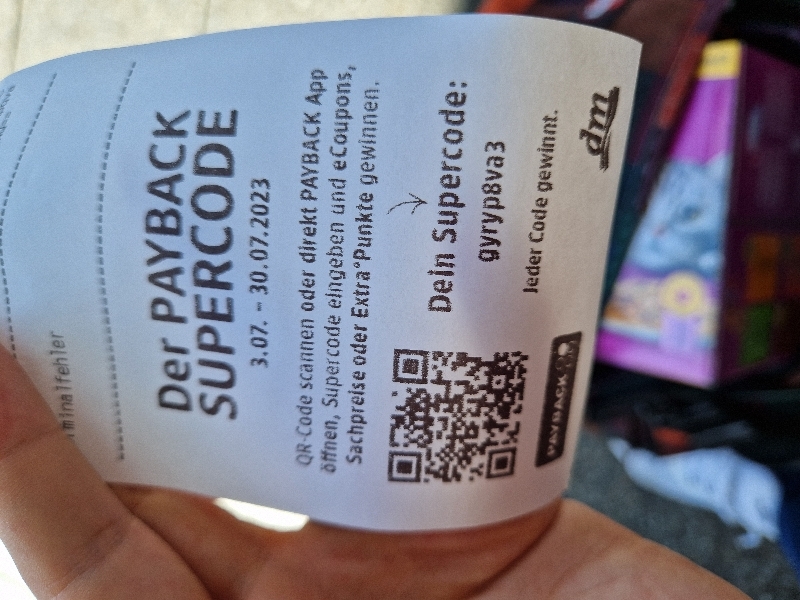 Der PAYBACK
SUPERCODE
3.07. - 30.07.2023
QR-Code scannen oder direkt PAYBACK App
öffnen, Supercode eingeben und eCoupons,
Sachpreise oder Extra°Punkte gewinnen.
Dein Supercode:
gyryp8va3
Jeder Code gewinnt.
PAYBACK
dm